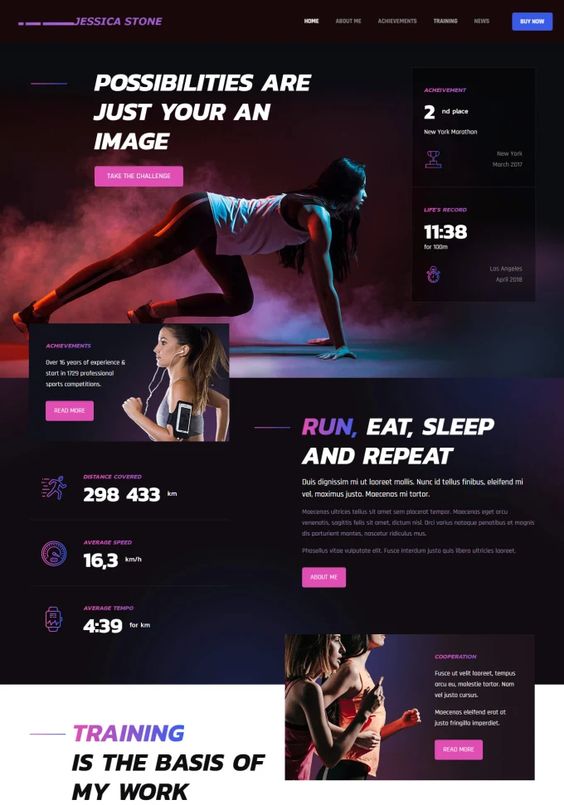 JESSICA STONE
HOME ABOUT ME ACHIEVEMENTS TRAINING NEWS BUY NOW
POSSIBILITIES ARE
JUST YOUR AN
IMAGE
TAKE THE CHALLENGE
ACHEIVEMENT
2 nd place
New York Marathon
New York
March 2017
LIFE'S RECORD
11:38
for 100m
Los Angeles
April 2018
ACHIEVEMENTS
Over 16 years of experience &
start in 1729 professional
sports competitions.
READ MORE
DISTANCE COVERED
298 433 km
AVERAGE SPEED
16,3 km/h
AVERAGE TEMPO
4:39 for km
RUN, EAT, SLEEP
AND REPEAT
Duis dignissim mi ut laoreet mollis. Nunc id tellus finibus, eleifend mi
vel, maximus justo. Maecenas mi tortor.
Maecenas ultrices tellus sit amet sem placerat tempor. Maecenas eget arcu
venenatis, sagittis felis sit amet, dictum nisl. Orci varius natoque penatibus et magnis
dis parturient montes, nascetur ridiculus mus.
Phasellus vitae vulputate elit. Fusce interdum justo quis libero ultricies laoreet.
ABOUT ME
COOPERATION
Fusce ut velit laoreet, tempus
arcu eu, molestie tortor. Nam
vel justo cursus.
Maecenas eleifend erat at
justo fringilla imperdiet.
READ MORE
TRAINING
IS THE BASIS OF
MY WORK